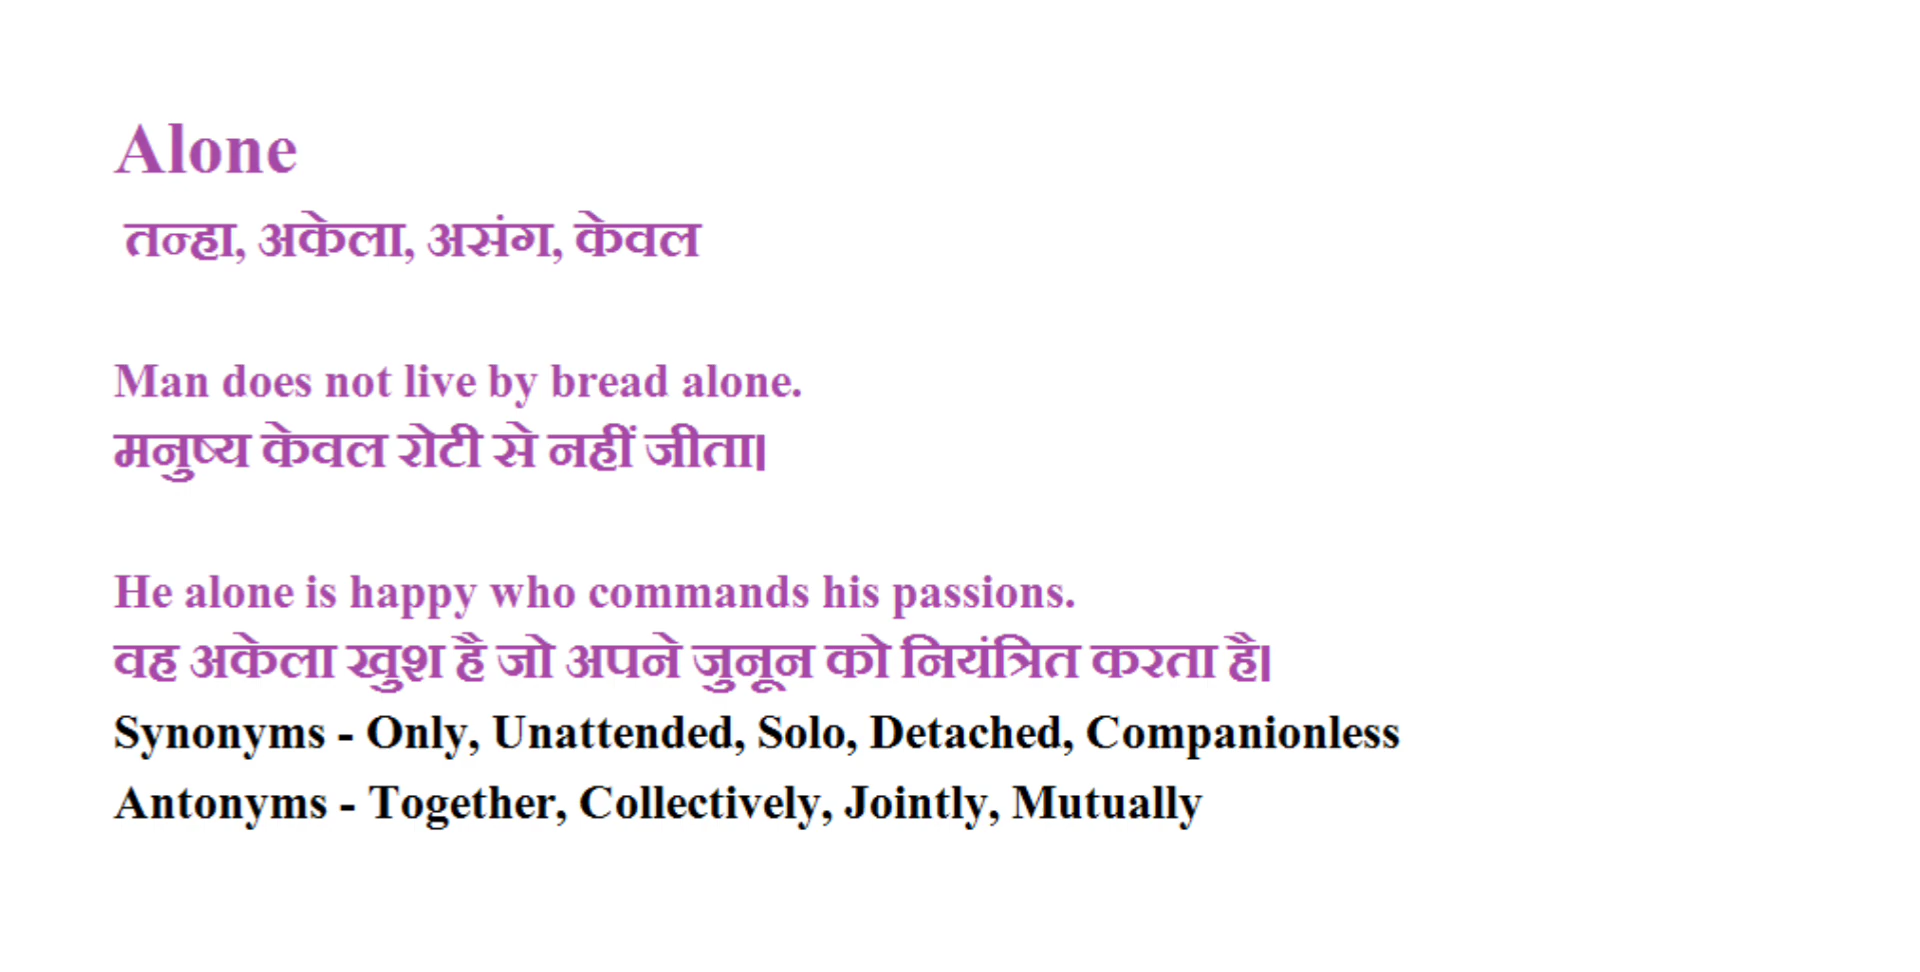 Alone
तन्हा, अकेला, असंग, केवल
Man does not live by bread alone.
मनुष्य केवल रोटी से नहीं जीता।
He alone is happy who commands his passions.
वह अकेला खुश है जो अपने जुनून को नियंत्रित करता है।
Synonyms - Only, Unattended, Solo, Detached, Companionless
Antonyms - Together, Collectively, Jointly, Mutually